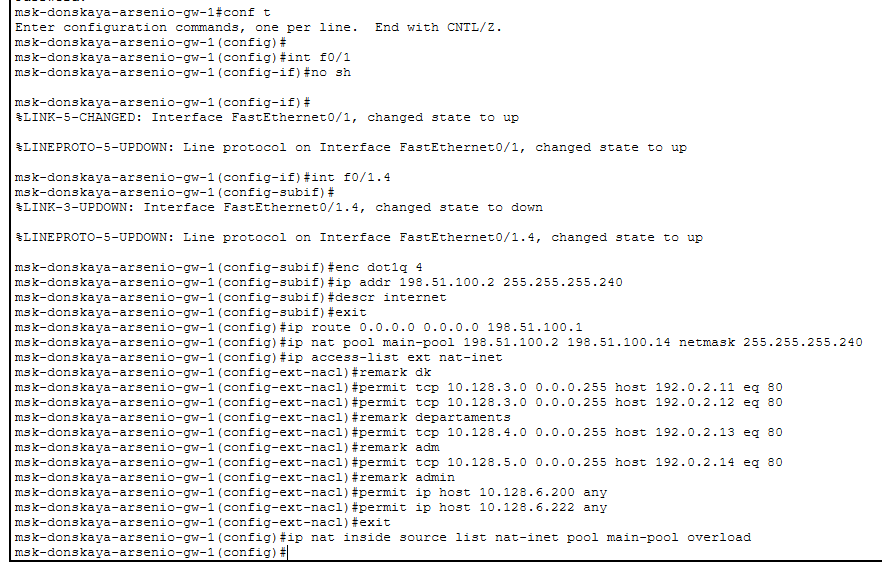 msk-donskaya-arsenio-gw-1#conf t
Enter configuration commands, one per line.  End with CNTL/Z.
msk-donskaya-arsenio-gw-1(config)#
msk-donskaya-arsenio-gw-1(config)#int f0/1
msk-donskaya-arsenio-gw-1(config-if)#no sh
msk-donskaya-arsenio-gw-1(config-if)#
%LINK-5-CHANGED: Interface FastEthernet0/1, changed state to up
%LINEPROTO-5-UPDOWN: Line protocol on Interface FastEthernet0/1, changed state to up
msk-donskaya-arsenio-gw-1(config-if)#int f0/1.4
msk-donskaya-arsenio-gw-1(config-subif)#
%LINK-3-UPDOWN: Interface FastEthernet0/1.4, changed state to down
%LINEPROTO-5-UPDOWN: Line protocol on Interface FastEthernet0/1.4, changed state to up
msk-donskaya-arsenio-gw-1(config-subif)#enc dot1q 4
msk-donskaya-arsenio-gw-1(config-subif)#ip addr 198.51.100.2 255.255.255.240
msk-donskaya-arsenio-gw-1(config-subif)#descr internet
msk-donskaya-arsenio-gw-1(config-subif)#exit
msk-donskaya-arsenio-gw-1(config)#ip route 0.0.0.0 0.0.0.0 198.51.100.1
msk-donskaya-arsenio-gw-1(config)#ip nat pool main-pool 198.51.100.2 198.51.100.14 netmask 255.255.255.240
msk-donskaya-arsenio-gw-1(config)#ip access-list ext nat-inet
msk-donskaya-arsenio-gw-1(config-ext-nacl)#remark dk
msk-donskaya-arsenio-gw-1(config-ext-nacl)#permit tcp 10.128.3.0 0.0.0.255 host 192.0.2.11 eq 80
msk-donskaya-arsenio-gw-1(config-ext-nacl)#permit tcp 10.128.3.0 0.0.0.255 host 192.0.2.12 eq 80
msk-donskaya-arsenio-gw-1(config-ext-nacl)#remark departaments
msk-donskaya-arsenio-gw-1(config-ext-nacl)#permit tcp 10.128.4.0 0.0.0.255 host 192.0.2.13 eq 80
msk-donskaya-arsenio-gw-1(config-ext-nacl)#remark adm
msk-donskaya-arsenio-gw-1(config-ext-nacl)#permit tcp 10.128.5.0 0.0.0.255 host 192.0.2.14 eq 80
msk-donskaya-arsenio-gw-1(config-ext-nacl)#remark admin
msk-donskaya-arsenio-gw-1(config-ext-nacl)#permit ip host 10.128.6.200 any
msk-donskaya-arsenio-gw-1(config-ext-nacl)#permit ip host 10.128.6.222 any
msk-donskaya-arsenio-gw-1(config-ext-nacl)#exit
msk-donskaya-arsenio-gw-1(config)#ip nat inside source list nat-inet pool main-pool overload
msk-donskaya-arsenio-gw-1(config)#